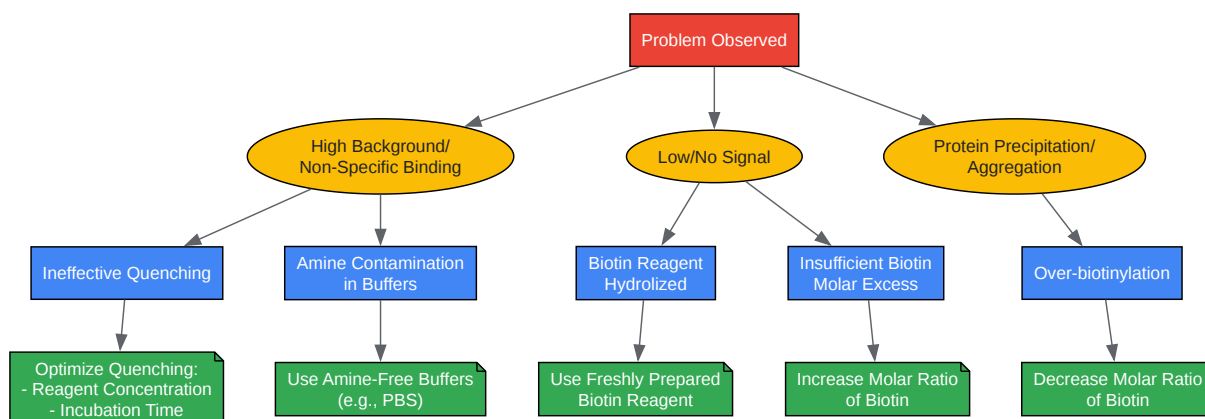 Problem Observed
High Background/
Non-Specific Binding
Low/No Signal
Protein Precipitation/
Aggregation
Ineffective Quenching
Amine Contamination
in Buffers
Biotin Reagent
Hydrolized
Insufficient Biotin
Molar Excess
Over-biotinylation
Optimize Quenching:
- Reagent Concentration
- Incubation Time
Use Amine-Free Buffers
(e.g., PBS)
Use Freshly Prepared
Biotin Reagent
Increase Molar Ratio
of Biotin
Decrease Molar Ratio
of Biotin